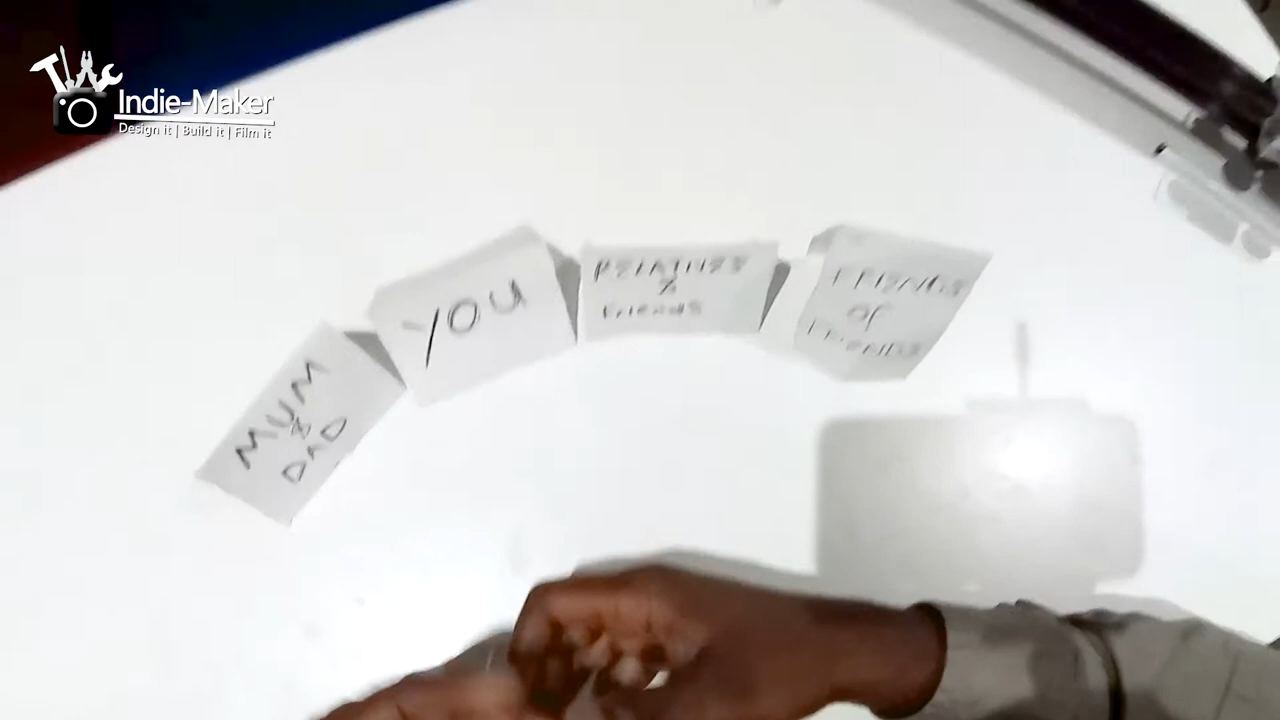 Indie-Maker
Design it | Build it | Film it
MUM
&
DAD
YOU
RELATIVES
&
FriENdS
FRIENDS
OF
FRIENDS